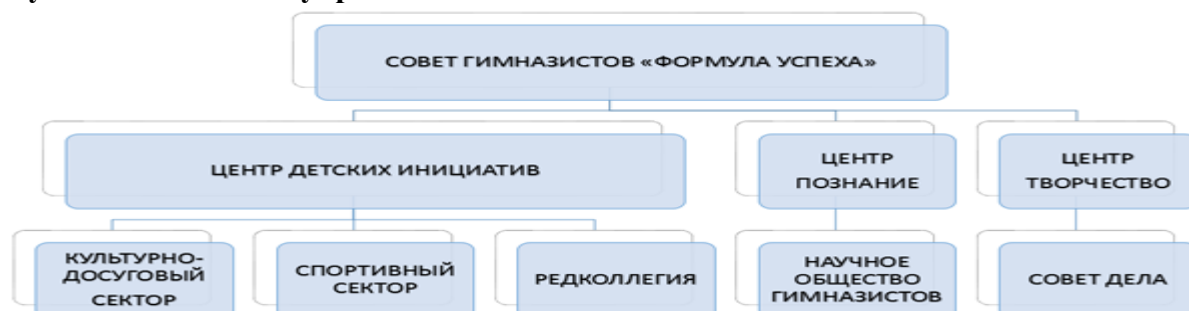 СОВЕТ ГИМНАЗИСТОВ «ФОРМУЛА УСПЕХА»
ЦЕНТР ДЕТСКИХ ИНИЦИАТИВ
ЦЕНТР
ПОЗНАНИЕ
ЦЕНТР
ТВОРЧЕСТВО
КУЛЬТУРНО-
ДОСУГОВЫЙ
СЕКТОР
СПОРТИВНЫЙ
СЕКТОР
РЕДКОЛЛЕГИЯ
НАУЧНОЕ
ОБЩЕСТВО
ГИМНАЗИСТОВ
СОВЕТ ДЕЛА